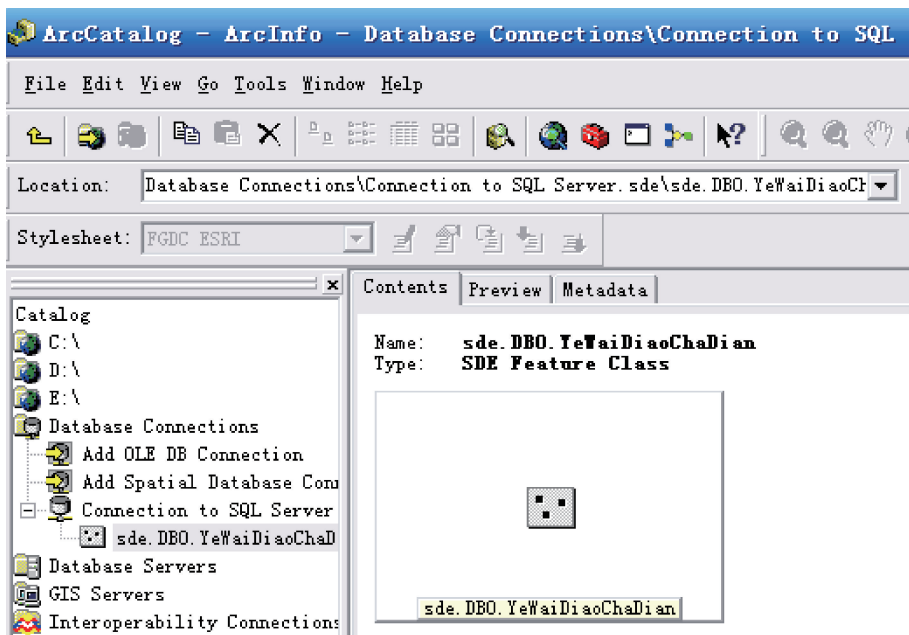 ArcCatalog - ArcInfo - Database Connections\Connection to SQL
File Edit View Go Tools Window Help
Location: Database Connections\Connection to SQL Server.sde\sde.DBO.YeWaiDiaoCh
Stylesheet: FGDC ESRI
Contents Preview Metadata
Catalog
C:\
D:\
E:\
Database Connections
Add OLE DB Connection
Add Spatial Database Conn
Connection to SQL Server
sde.DBO.YeWaiDiaoChaD
Database Servers
GIS Servers
Interoperability Connections
Name: sde.DBO.YeWaiDiaoChaDian
Type: SDE Feature Class
sde.DBO.YeWaiDiaoChaDian